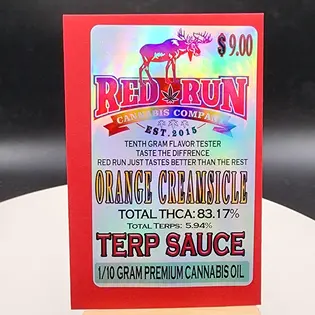 $9.00
RED RUN
CANNABIS COMPANY
EST. 2015
TENTH GRAM FLAVOR TESTER
TASTE THE DIFFRENCE
RED RUN JUST TASTES BETTER THAN THE REST
ORANGE CREAMSICLE
TOTAL THCA: 83.17%
TOTAL TERPS: 5.94%
TERP SAUCE
1/10 GRAM PREMIUM CANNABIS OIL